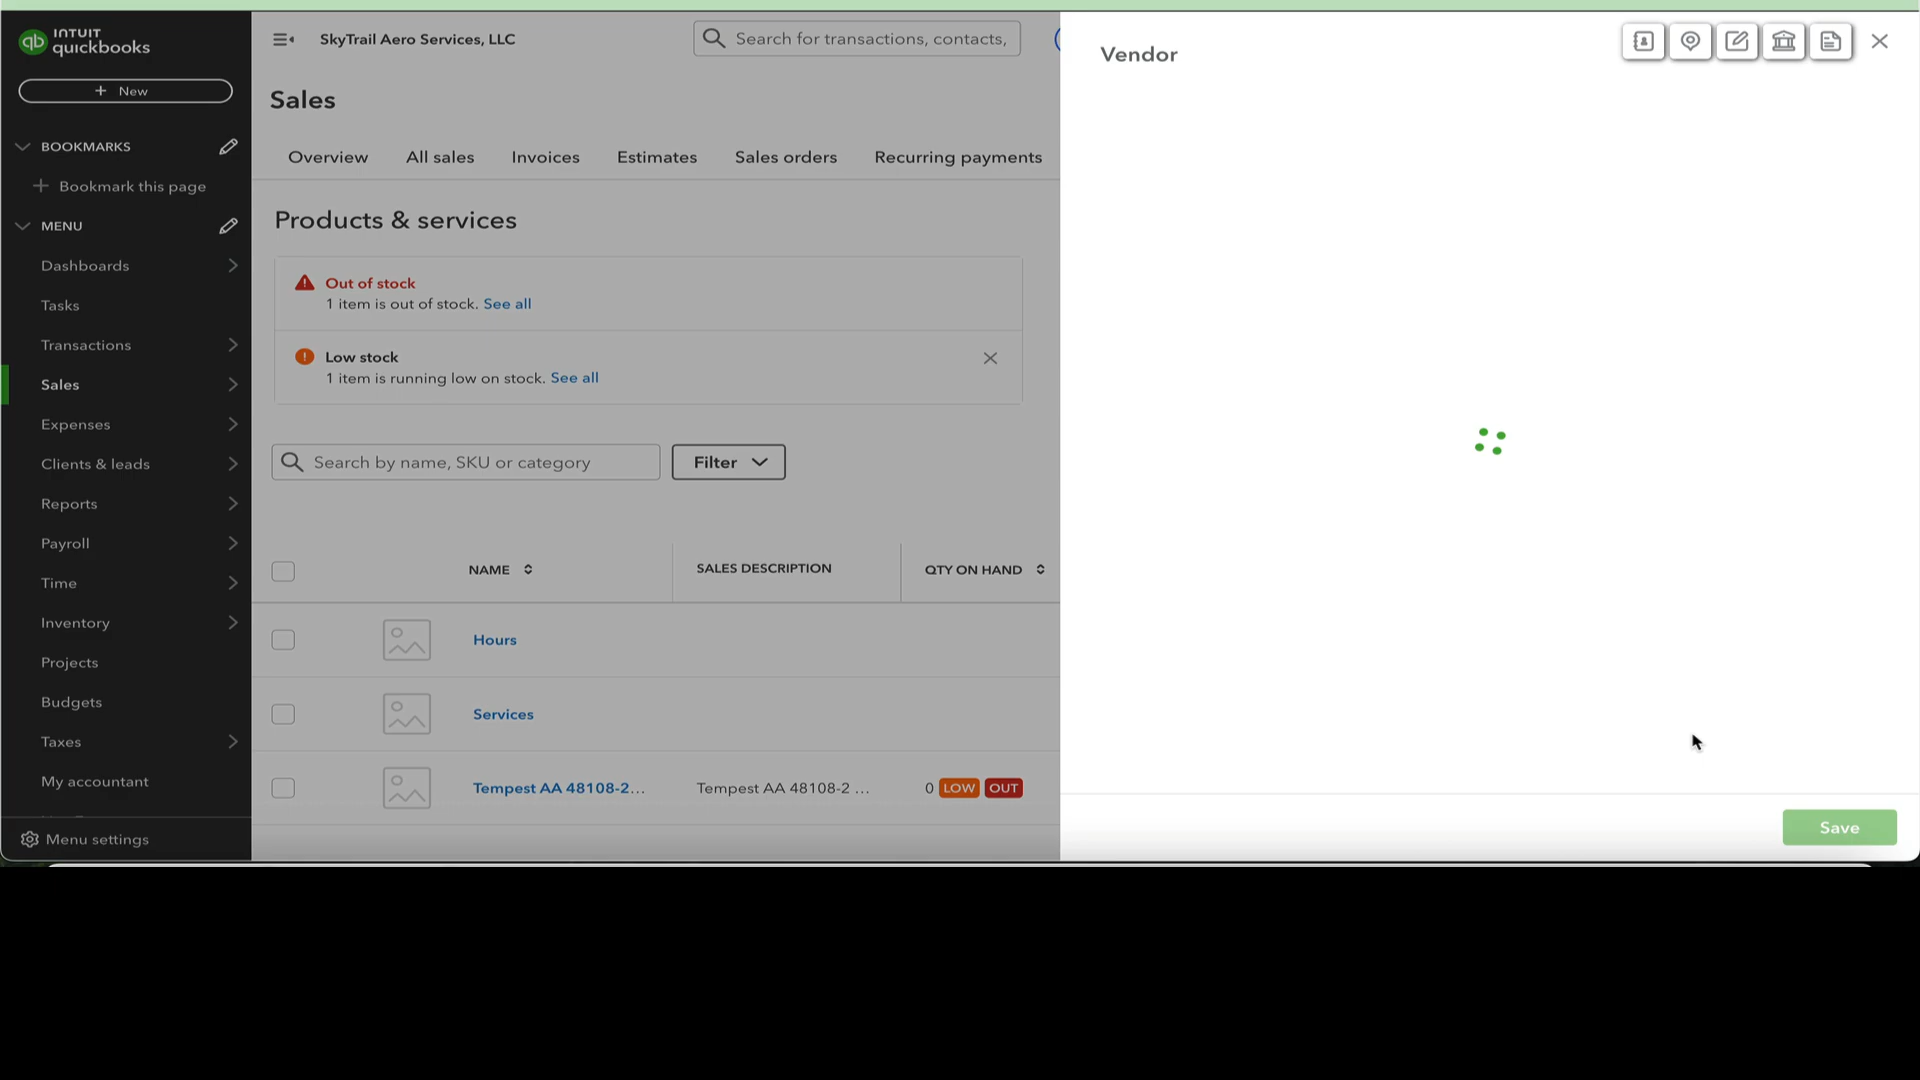 INTUIT
quickbooks
New
BOOKMARKS
Bookmark this page
MENU
Dashboards
Tasks
Transactions
Sales
Expenses
Clients & leads
Reports
Payroll
Time
Inventory
Projects
Budgets
Taxes
My accountant
Menu settings
SkyTrail Aero Services, LLC
Search for transactions, contacts,
Sales
Overview All sales Invoices Estimates Sales orders Recurring payments
Products & services
Out of stock
1 item is out of stock. See all
Low stock
1 item is running low on stock. See all
Search by name, SKU or category
Filter
NAME SALES DESCRIPTION QTY ON HAND
Hours
Services
Tempest AA 48108-2... Tempest AA 48108-2 ... 0 LOW OUT
Vendor
Save